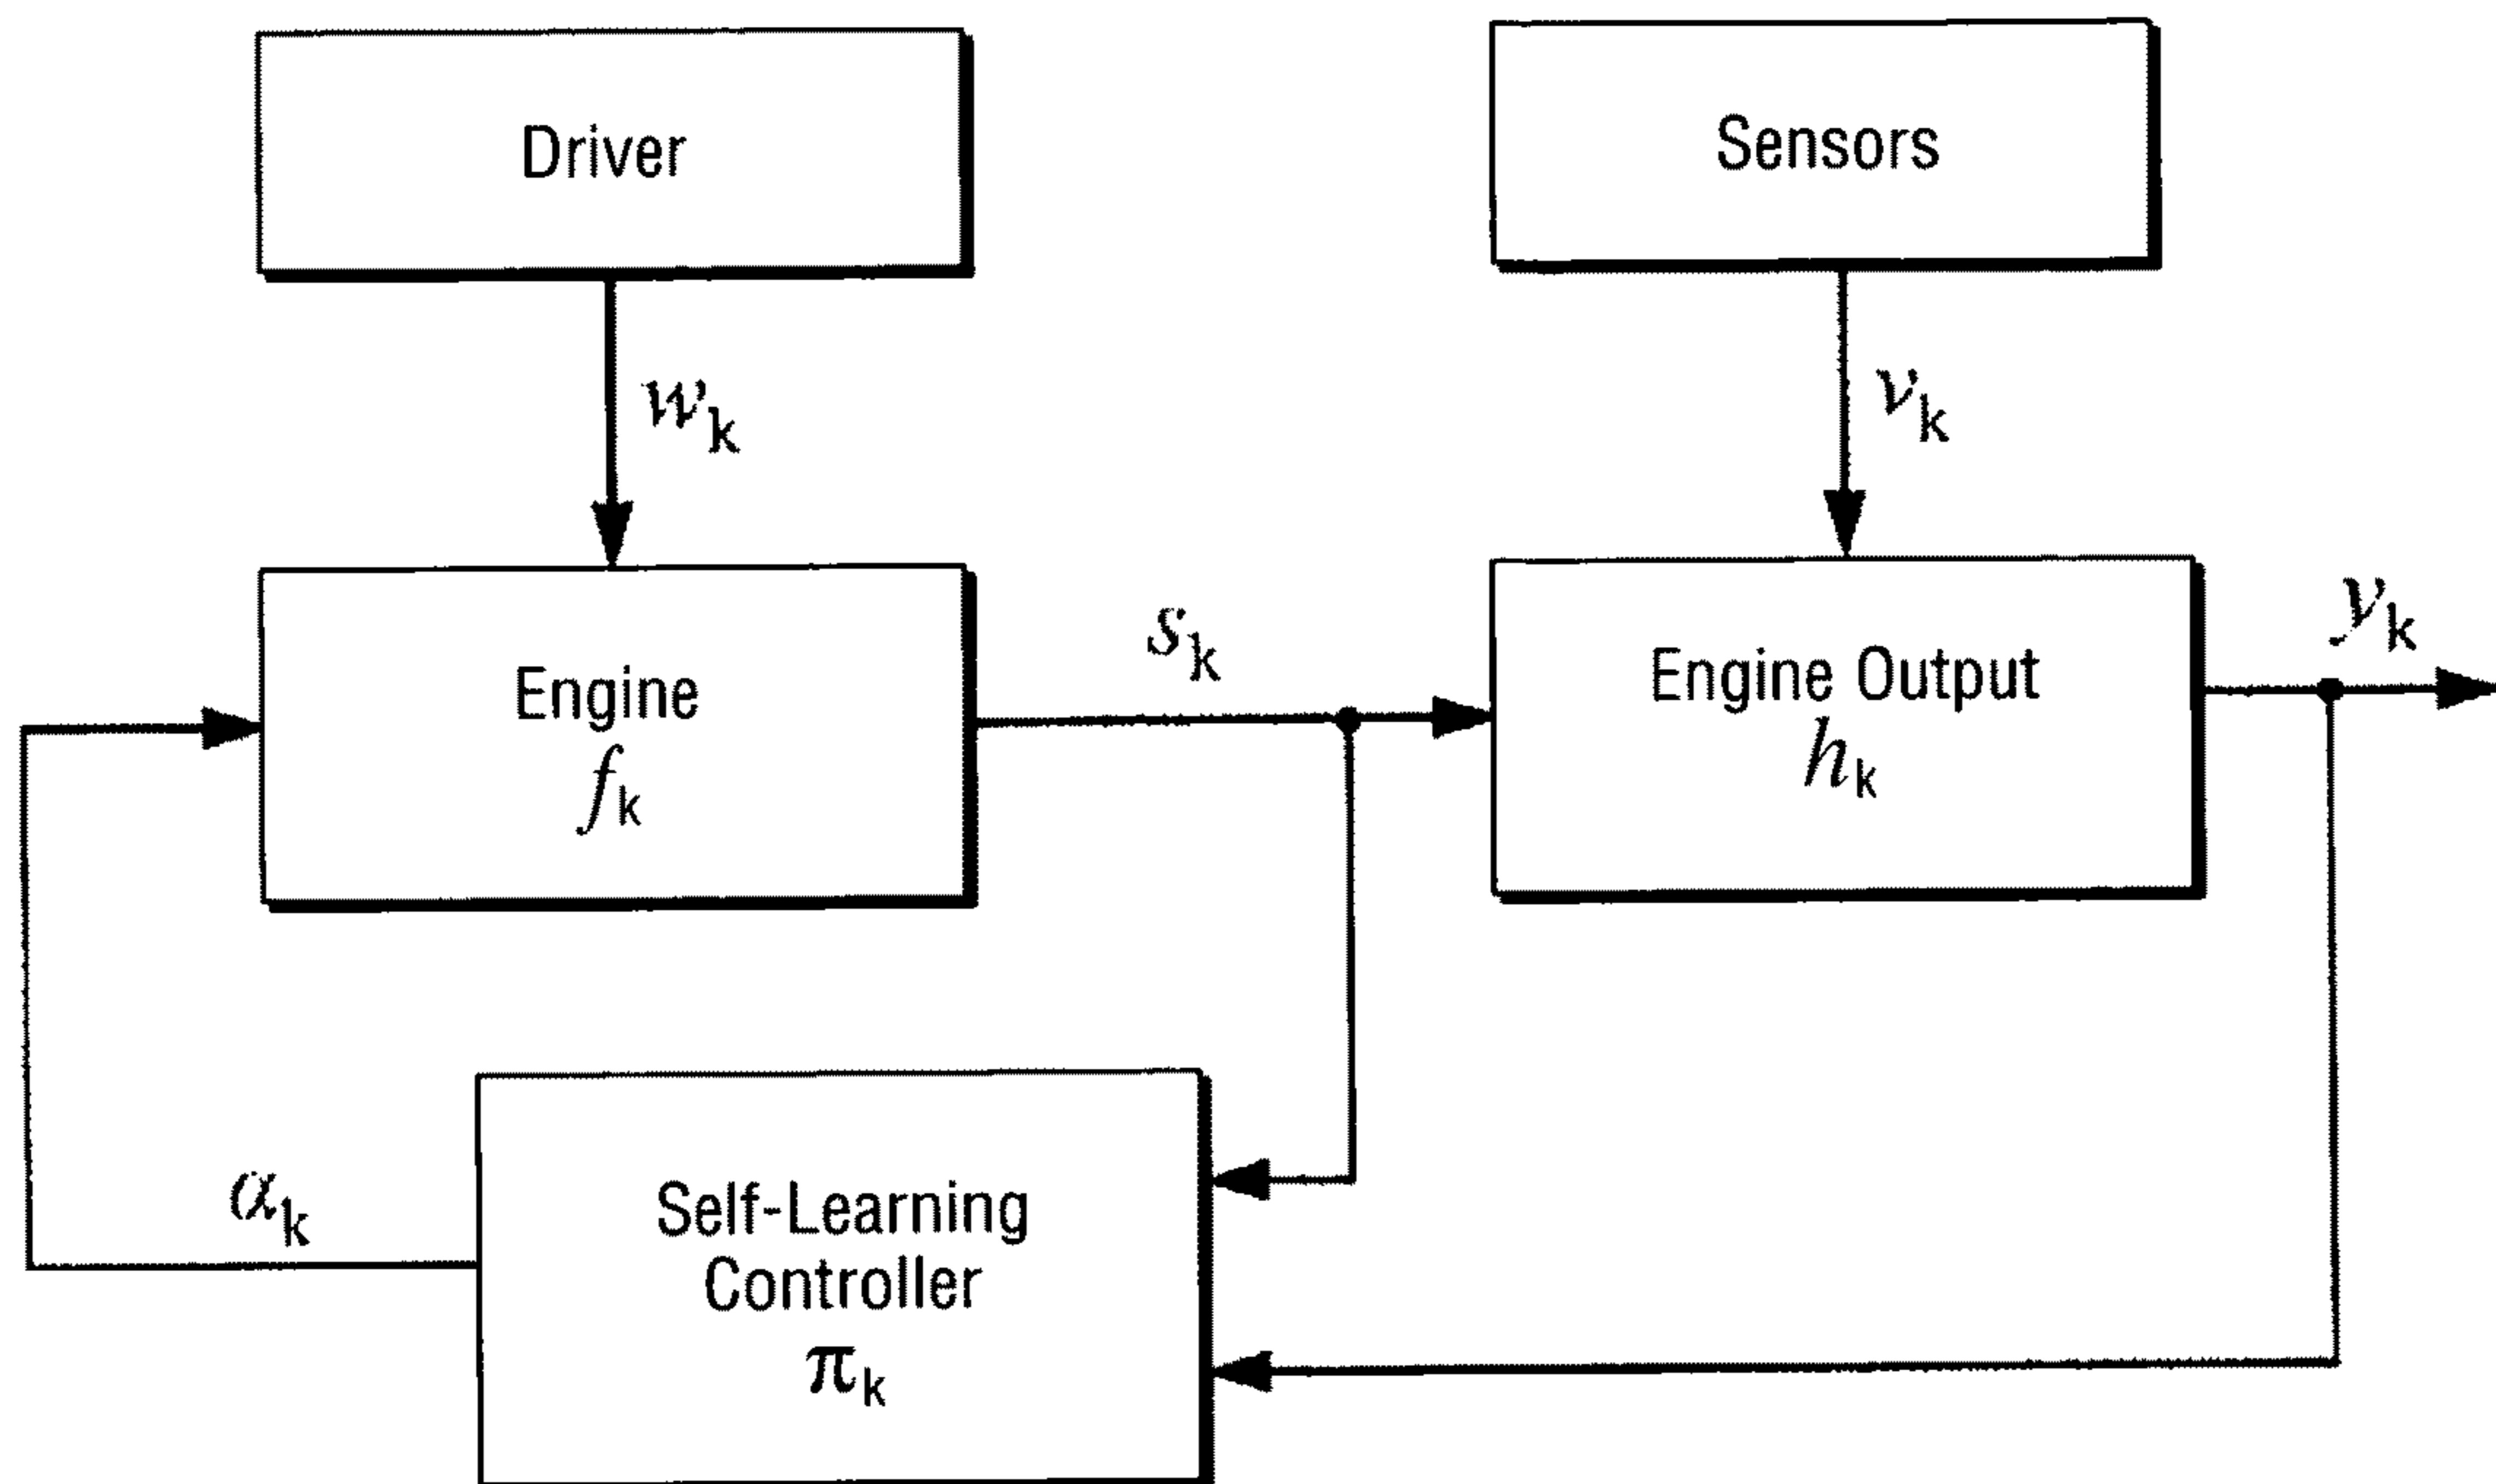 Driver
Sensors
w_k
v_k
Engine
f_k
s_k
Engine Output
h_k
y_k
α_k
Self-Learning
Controller
π_k